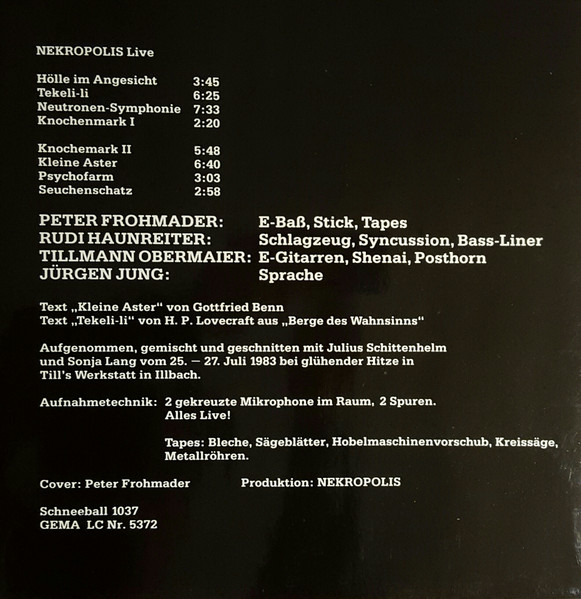 NEKROPOLIS Live
Hölle im Angesicht 3:45
Tekeli-li 6:25
Neutronen-Symphonie 7:33
Knochenmark I 2:20
Knochemark II 5:48
Kleine Aster 6:40
Psychofarm 3:03
Seuchenschatz 2:58
PETER FROHMADER: E-Baß, Stick, Tapes
RUDI HAUNREITER: Schlagzeug, Syncussion, Bass-Liner
TILLMANN OBERMAIER: E-Gitarren, Shenai, Posthorn
JÜRGEN JUNG: Sprache
Text „Kleine Aster“ von Gottfried Benn
Text „Tekeli-li“ von H. P. Lovecraft aus „Berge des Wahnsinns“
Aufgenommen, gemischt und geschnitten mit Julius Schittenhelm
und Sonja Lang vom 25. – 27. Juli 1983 bei glühender Hitze in
Till's Werkstatt in Illbach.
Aufnahmetechnik: 2 gekreuzte Mikrophone im Raum, 2 Spuren.
Alles Live!
Tapes: Bleche, Sägeblätter, Hobelmaschinenvorschub, Kreissäge,
Metallröhren.
Cover: Peter Frohmader Produktion: NEKROPOLIS
Schneeball 1037
GEMA LC Nr. 5372